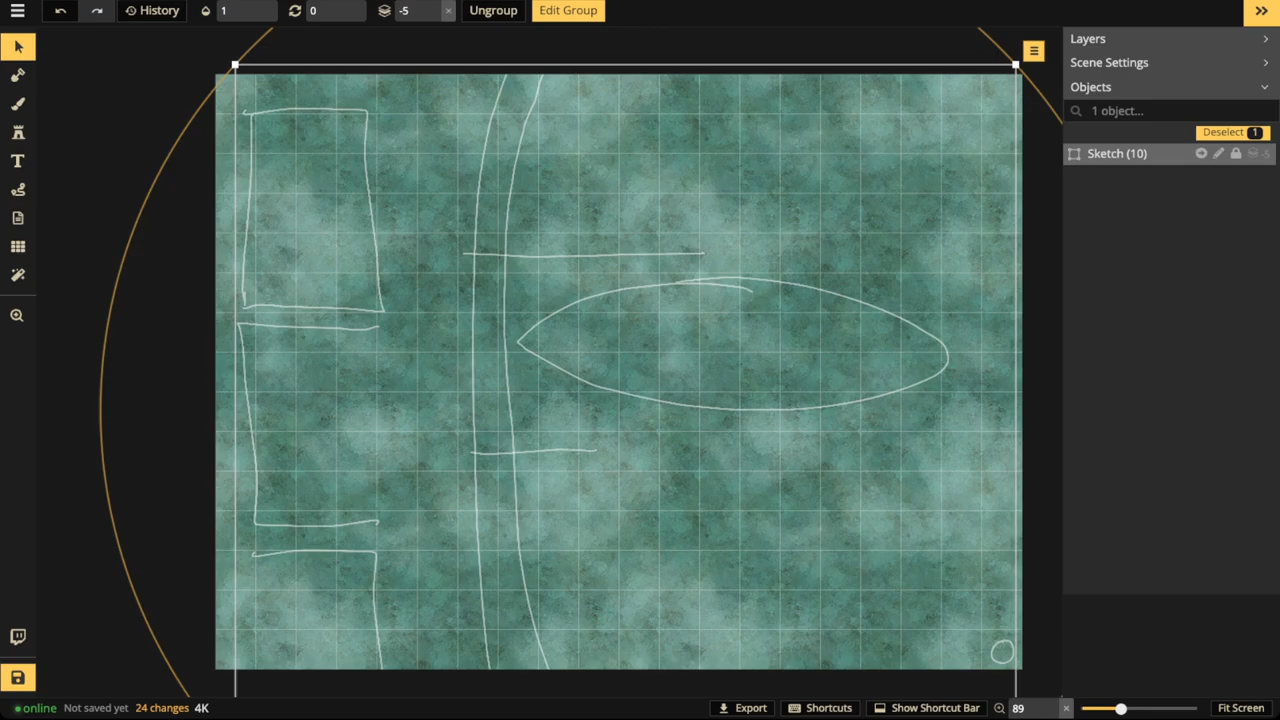 History
1
0
-5
×
Ungroup
Edit Group
Layers
Scene Settings
Objects
1 object...
Deselect 1
Sketch (10)
-5
T
online
Not saved yet
24 changes
4K
Export
Shortcuts
Show Shortcut Bar
89
×
Fit Screen